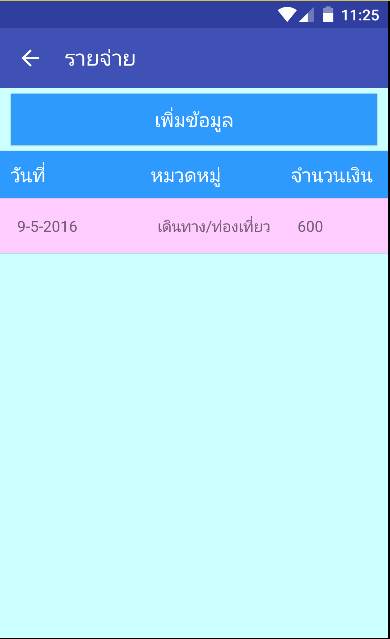 11:25
รายจ่าย
เพิ่มข้อมูล
วันที่ หมวดหมู่ จำนวนเงิน
9-5-2016 เดินทาง/ท่องเที่ยว 600